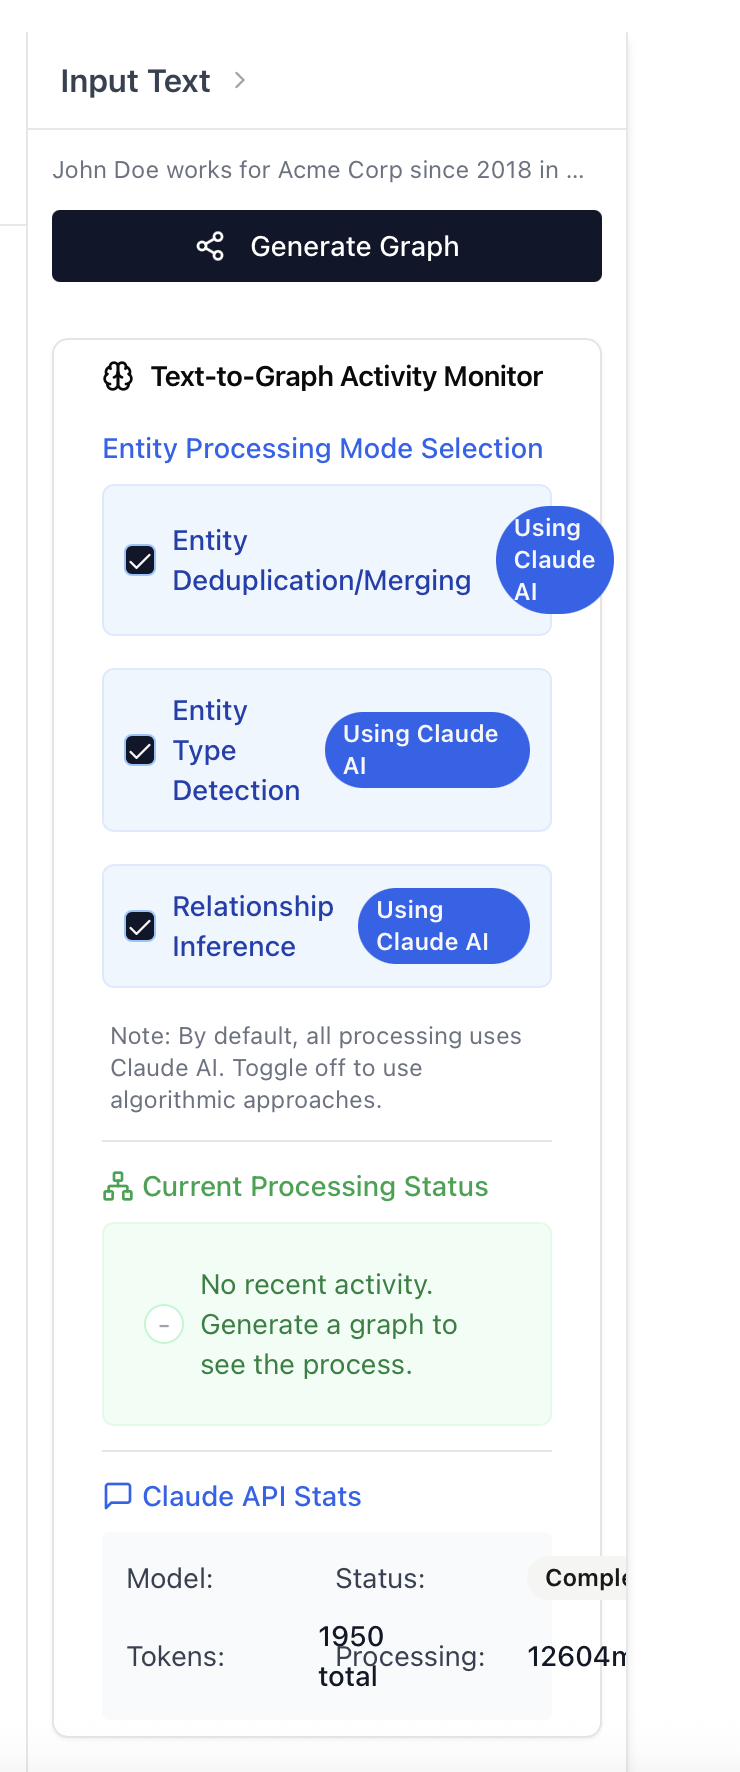 Input Text
John Doe works for Acme Corp since 2018 in ...
Generate Graph
Text-to-Graph Activity Monitor
Entity Processing Mode Selection
Entity
Deduplication/Merging
Using
Claude
AI
Entity
Type
Detection
Using Claude
AI
Relationship
Inference
Using
Claude AI
Note: By default, all processing uses
Claude AI. Toggle off to use
algorithmic approaches.
Current Processing Status
No recent activity.
Generate a graph to
see the process.
Claude API Stats
Model:
Status:
Comple
Tokens:
1950
total
Processing:
12604m